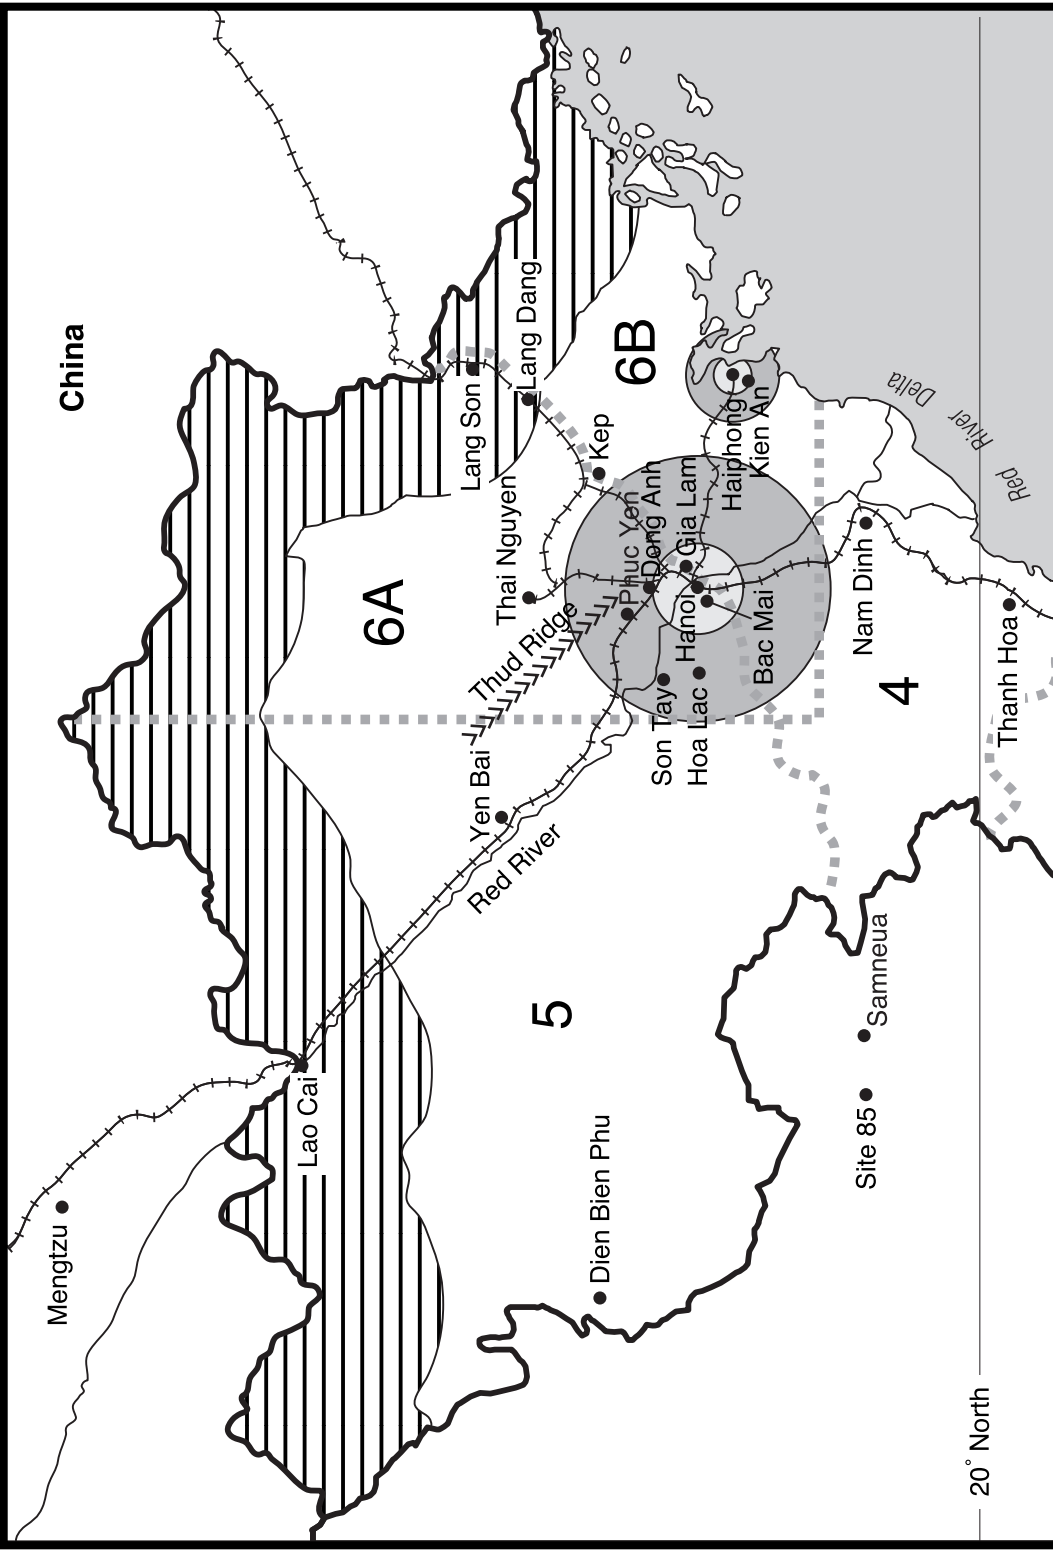 China
Mengtzu
Lao Cai
Lang Son
Lang Dang
6A
6B
Thai Nguyen
Kep
Thud Ridge
Yen Bai
Red River
Phuc Yen
Dong Anh
Gia Lam
Hanoi
Bac Mai
Son Tay
Hoa Lac
Haiphong
Kien An
Red River Delta
5
Dien Bien Phu
Nam Dinh
4
Thanh Hoa
Samneua
Site 85
20° North